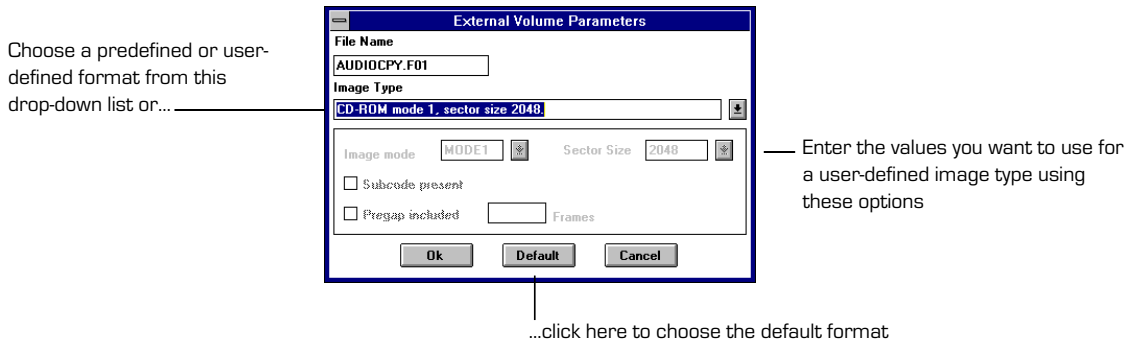 External Volume Parameters
Choose a predefined or user-
defined format from this
drop-down list or...
File Name
AUDIOCPY.F01
Image Type
CD-ROM mode 1, sector size 2048.
Image mode MODE1 Sector Size 2048
Subcode present
Pregap included Frames
Enter the values you want to use for
a user-defined image type using
these options
Ok Default Cancel
...click here to choose the default format